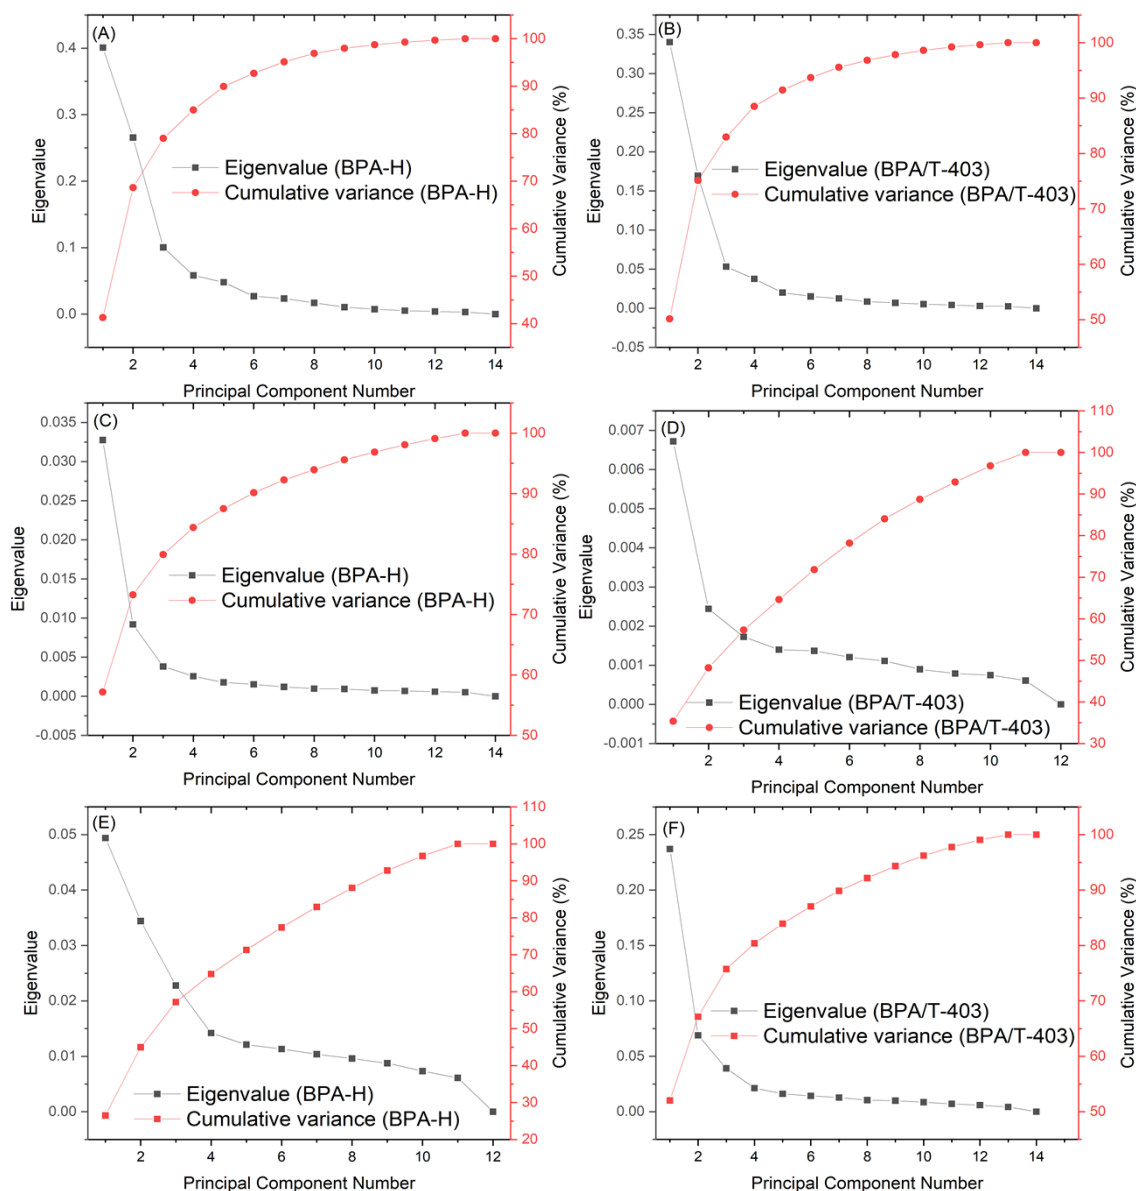 (A)
0.4
0.3
0.2
0.1
0.0
Eigenvalue
Eigenvalue (BPA-H)
Cumulative variance (BPA-H)
100
90
80
70
60
50
40
Cumulative Variance (%)
2 4 6 8 10 12 14
Principal Component Number
(B)
0.35
0.30
0.25
0.20
0.15
0.10
0.05
0.00
-0.05
Eigenvalue
Eigenvalue (BPA/T-403)
Cumulative variance (BPA/T-403)
100
90
80
70
60
50
Cumulative Variance (%)
2 4 6 8 10 12 14
Principal Component Number
(C)
0.035
0.030
0.025
0.020
0.015
0.010
0.005
0.000
-0.005
Eigenvalue
Eigenvalue (BPA-H)
Cumulative variance (BPA-H)
100
90
80
70
60
50
Cumulative Variance (%)
2 4 6 8 10 12 14
Principal Component Number
(D)
0.007
0.006
0.005
0.004
0.003
0.002
0.001
0.000
-0.001
Eigenvalue
Eigenvalue (BPA/T-403)
Cumulative variance (BPA/T-403)
110
100
90
80
70
60
50
40
30
Cumulative Variance (%)
2 4 6 8 10 12
Principal Component Number
(E)
0.05
0.04
0.03
0.02
0.01
0.00
Eigenvalue
Eigenvalue (BPA-H)
Cumulative variance (BPA-H)
110
100
90
80
70
60
50
40
30
20
Cumulative Variance (%)
2 4 6 8 10 12
Principal Component Number
(F)
0.25
0.20
0.15
0.10
0.05
0.00
Eigenvalue
Eigenvalue (BPA/T-403)
Cumulative variance (BPA/T-403)
100
90
80
70
60
50
Cumulative Variance (%)
2 4 6 8 10 12 14
Principal Component Number